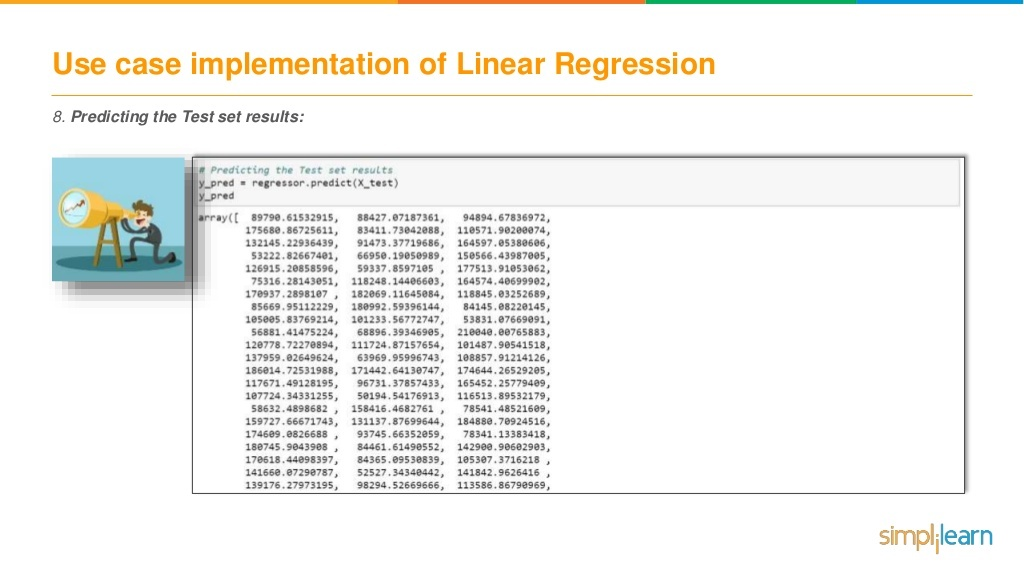 Use case implementation of Linear Regression
8. Predicting the Test set results:
# Predicting the Test set results
y_pred = regressor.predict(X_test)
y_pred
array([ 89790.61532915, 88427.07187361, 94894.67836972,
175680.86725611, 83411.73042088, 110571.90200074,
132145.22936439, 91473.37719686, 164597.05380606,
53222.82667401, 66950.19050989, 150566.43987005,
126915.20858596, 59337.8597105 , 177513.91053062,
75316.28143051, 118248.14406603, 164574.40699902,
170937.2898107 , 182069.11645084, 118845.03252689,
85669.95112229, 180992.59396144, 84145.08220145,
105005.83769214, 101233.56772747, 53831.07669091,
56881.41475224, 68896.39346905, 210040.00765883,
120778.72270894, 111724.87157654, 101487.90541518,
137959.02649624, 63969.95996743, 108857.91214126,
186014.72531988, 171442.64130747, 174644.26529205,
117671.49128195, 96731.37857433, 165452.25779409,
107724.34331255, 50194.54176913, 116513.89532179,
58632.4898682 , 158416.4682761 , 78541.48521609,
159727.66671743, 131137.87699644, 184880.70924516,
174609.0826688 , 93745.66352059, 78341.13383418,
180745.9043908 , 84461.61490552, 142900.90602903,
170618.44098397, 84365.09530839, 105307.3716218 ,
141660.07290787, 52527.34340442, 141842.9626416 ,
139176.27973195, 98294.52669666, 113586.86790969,
simplilearn